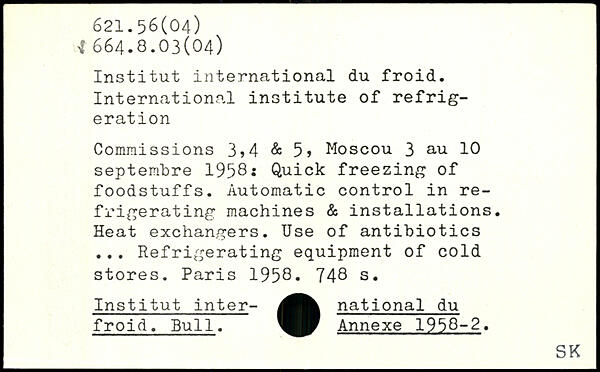 621.56(04)
664.8.03(04)
Institut international du froid.
International institute of refrig-
eration
Commissions 3,4 & 5, Moscou 3 au 10
septembre 1958: Quick freezing of
foodstuffs. Automatic control in re-
frigerating machines & installations.
Heat exchangers. Use of antibiotics
... Refrigerating equipment of cold
stores. Paris 1958. 748 s.
Institut inter- national du
froid. Bull. Annexe 1958-2.
SK